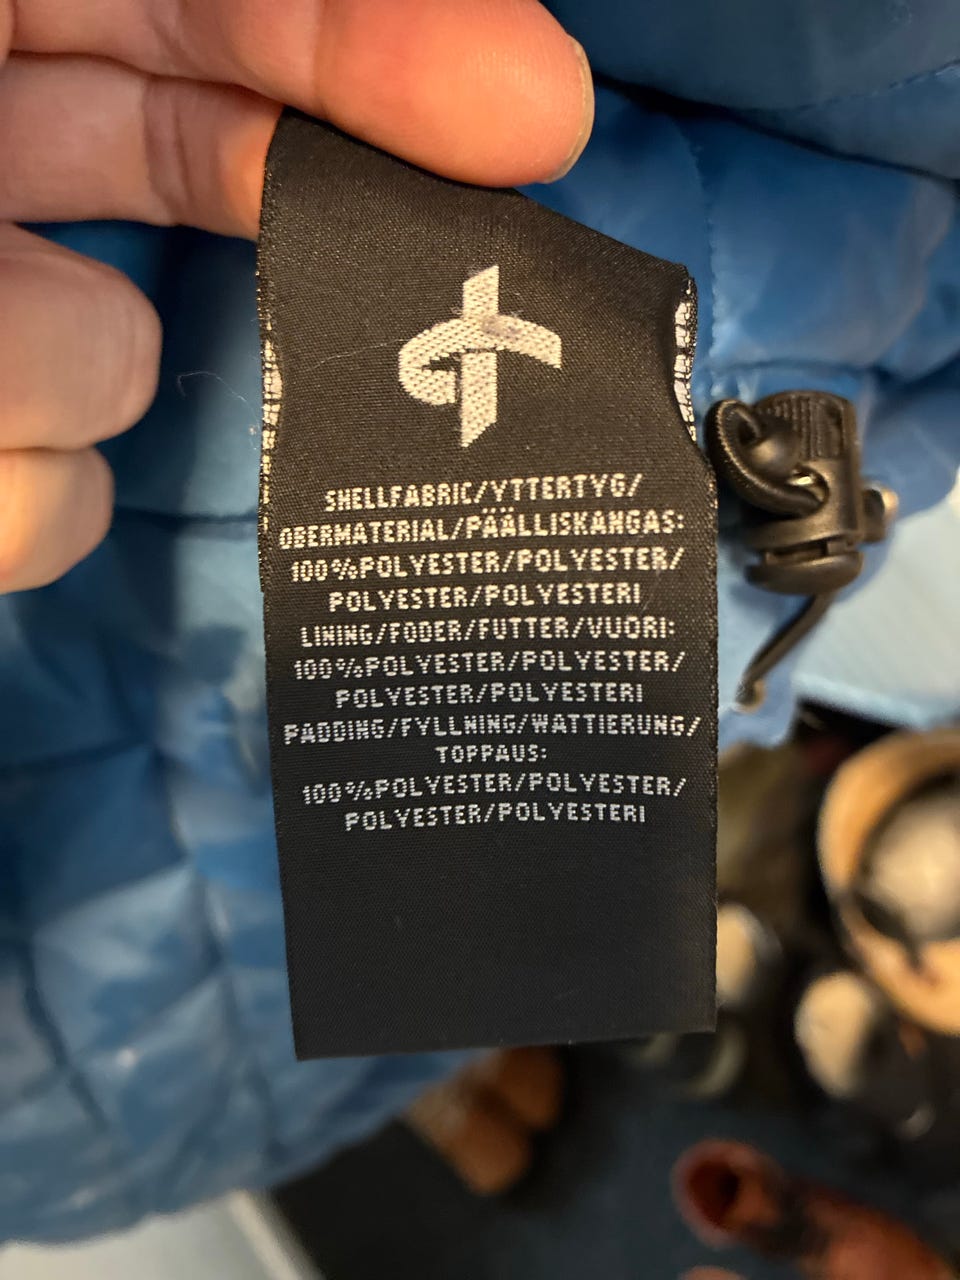 SHELLFABRIC/YTTERTYG/
OBERMATERIAL/PÄÄLLISKANGAS:
100%POLYESTER/POLYESTER/
POLYESTER/POLYESTERI
LINING/FODER/FUTTER/VUORI:
100%POLYESTER/POLYESTER/
POLYESTER/POLYESTERI
PADDING/FYLLNING/WATTIERUNG/
TOPPAUS:
100%POLYESTER/POLYESTER/
POLYESTER/POLYESTERI